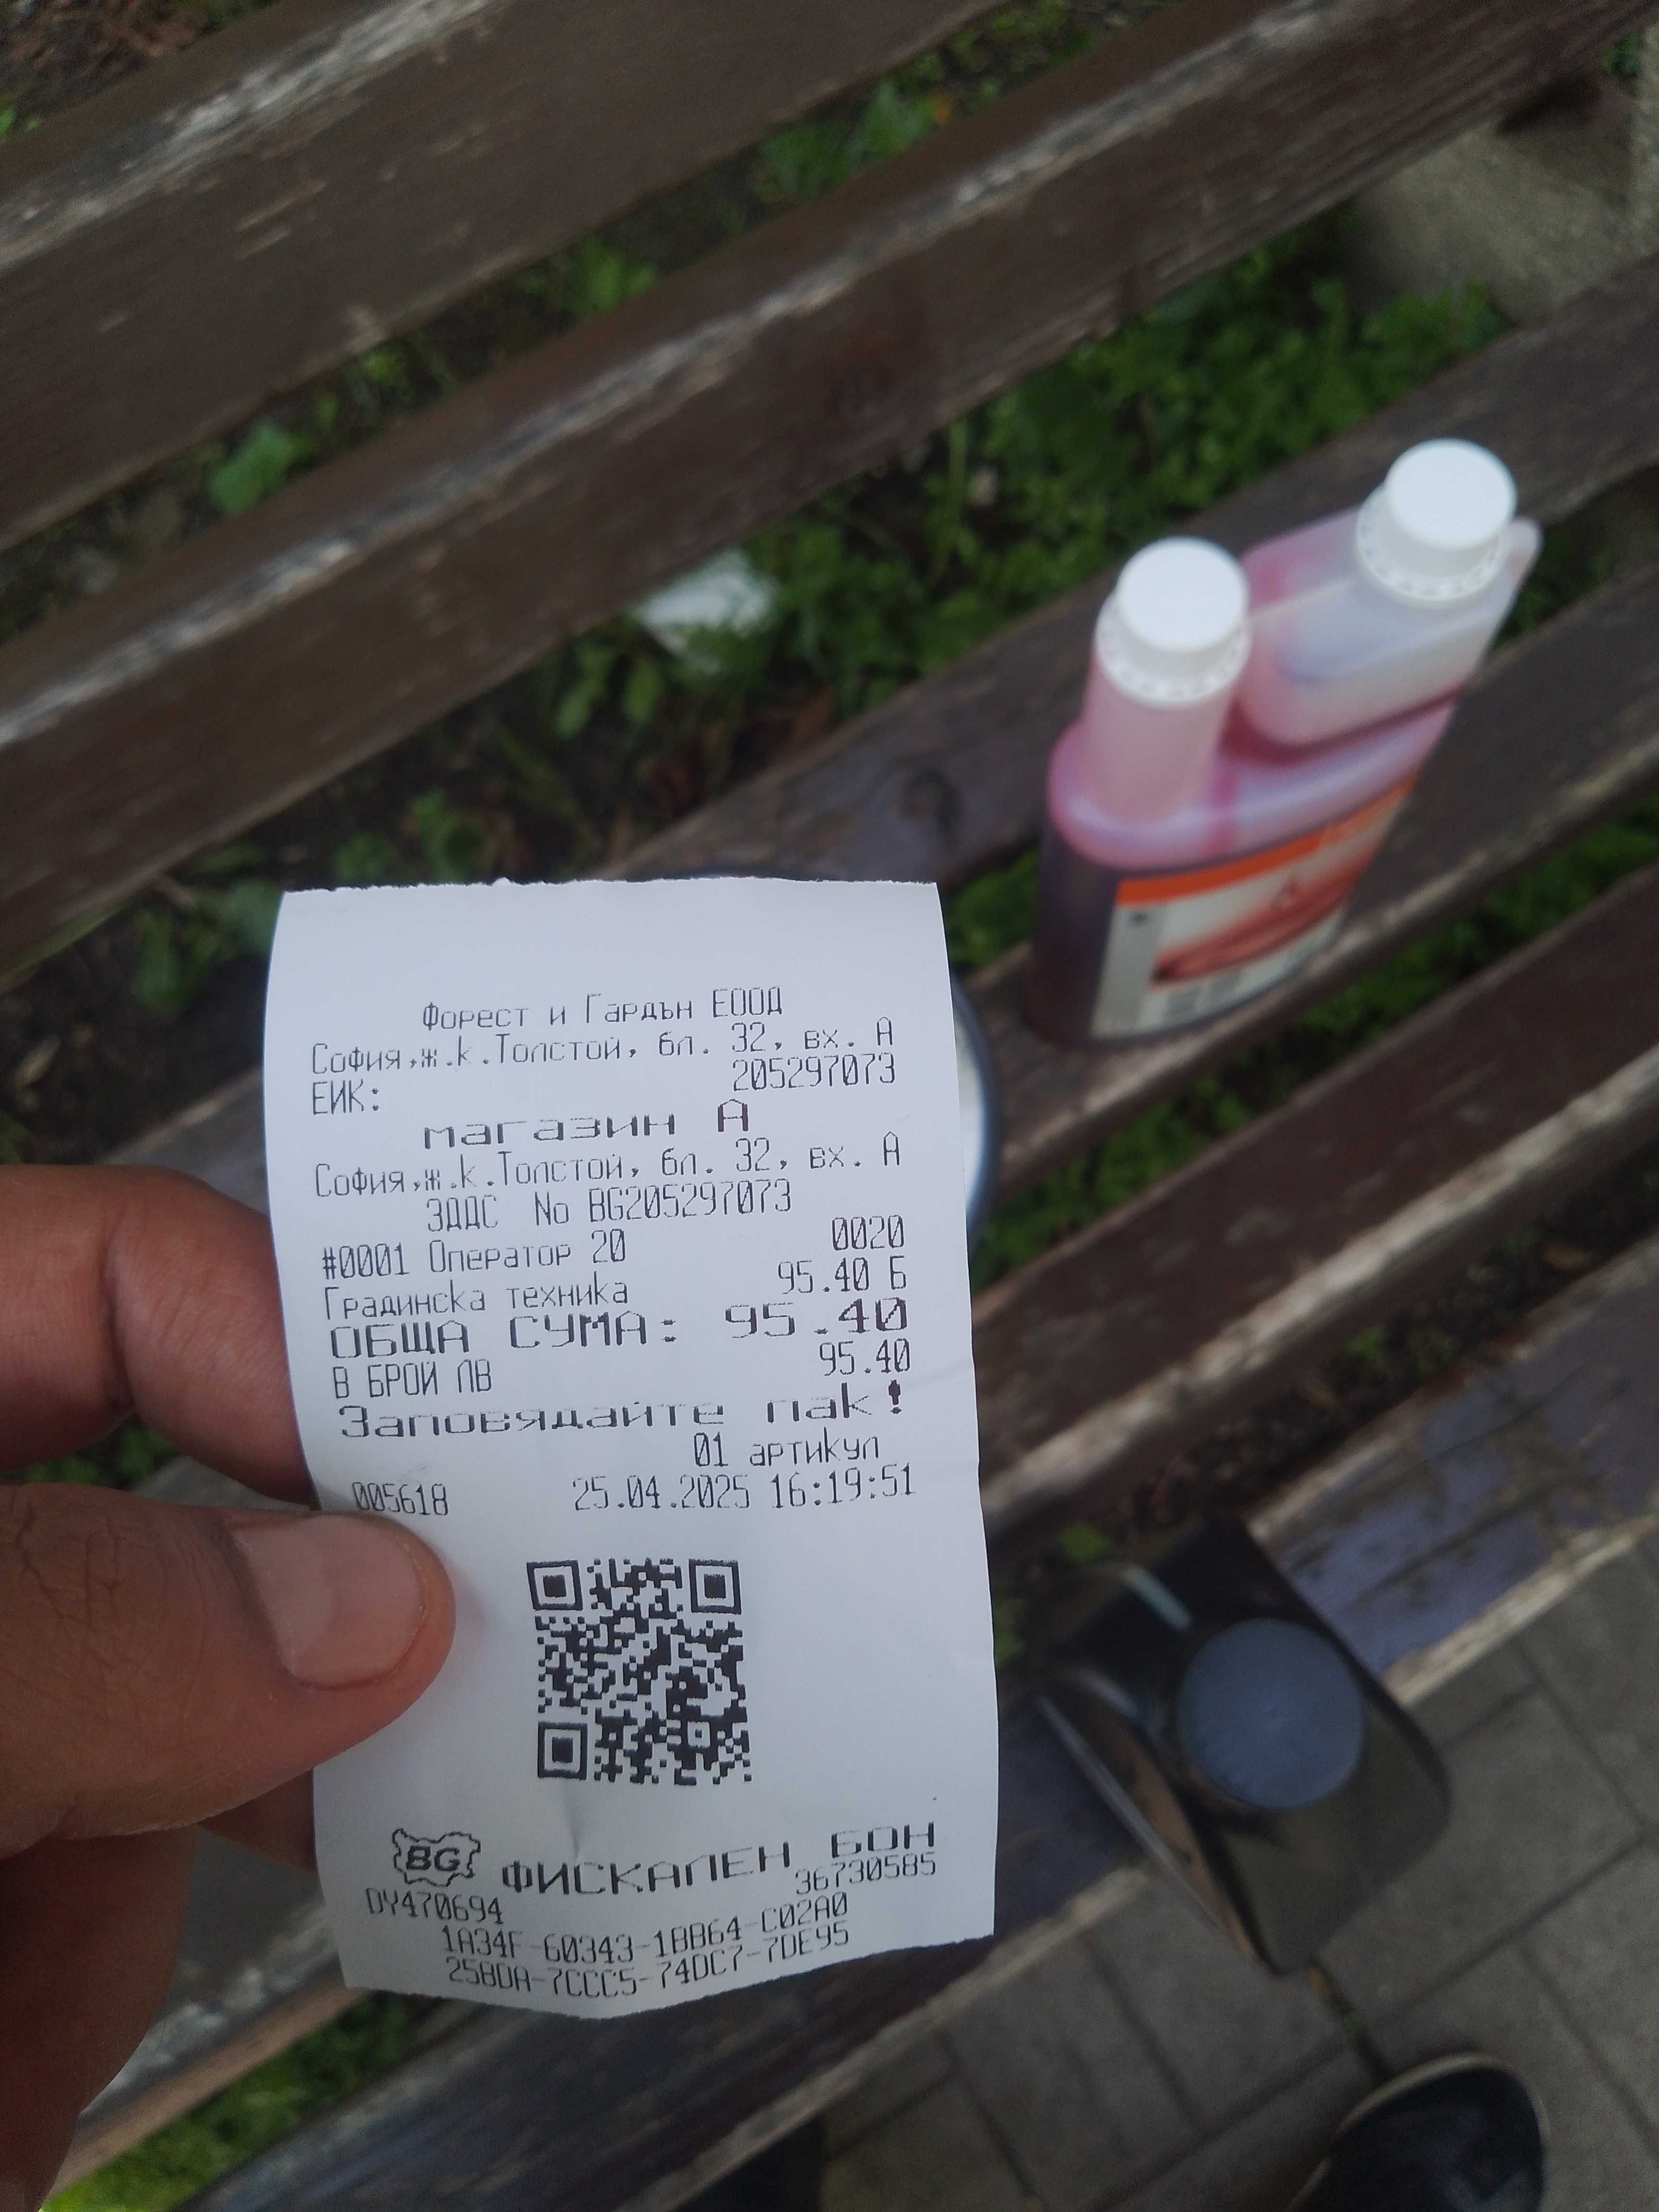 Форест и Гардън ЕООД
София,ж.к.Толстой, бл. 32, вх. А
ЕИК: 205297073
магазин А
София,ж.к.Толстой, бл. 32, вх. А
ЗДДС No BG205297073
#0001 Оператор 20 0020
Градинска техника 95.40 Б
ОБЩА СУМА: 95.40
В БРОЙ ЛВ 95.40
Заповядайте пак!
01 артикул
005618 25.04.2025 16:19:51
BG ФИСКАЛЕН БОН
DY470694 36730585
1A34F-60343-1BB64-C02A0
25BDA-7CCC5-74DC7-7DE95